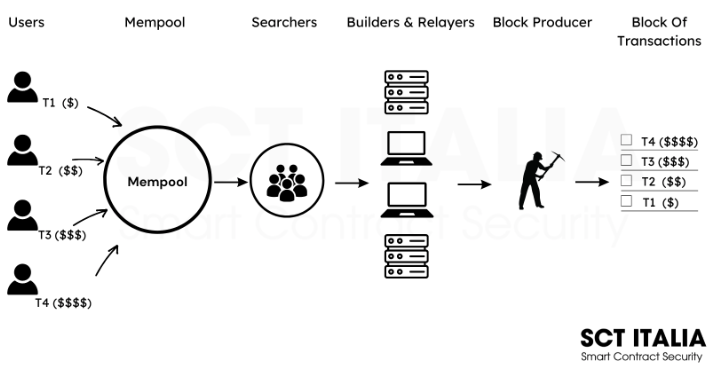 Users
Mempool
Searchers
Builders & Relayers
Block Producer
Block Of
Transactions
T1 ($)
T2 ($$)
T3 ($$$)
T4 ($$$$)
Mempool
T4 ($$$$)
T3 ($$$)
T2 ($$)
T1 ($)
SCT ITALIA
Smart Contract Security
SCT ITALIA
Smart Contract Security